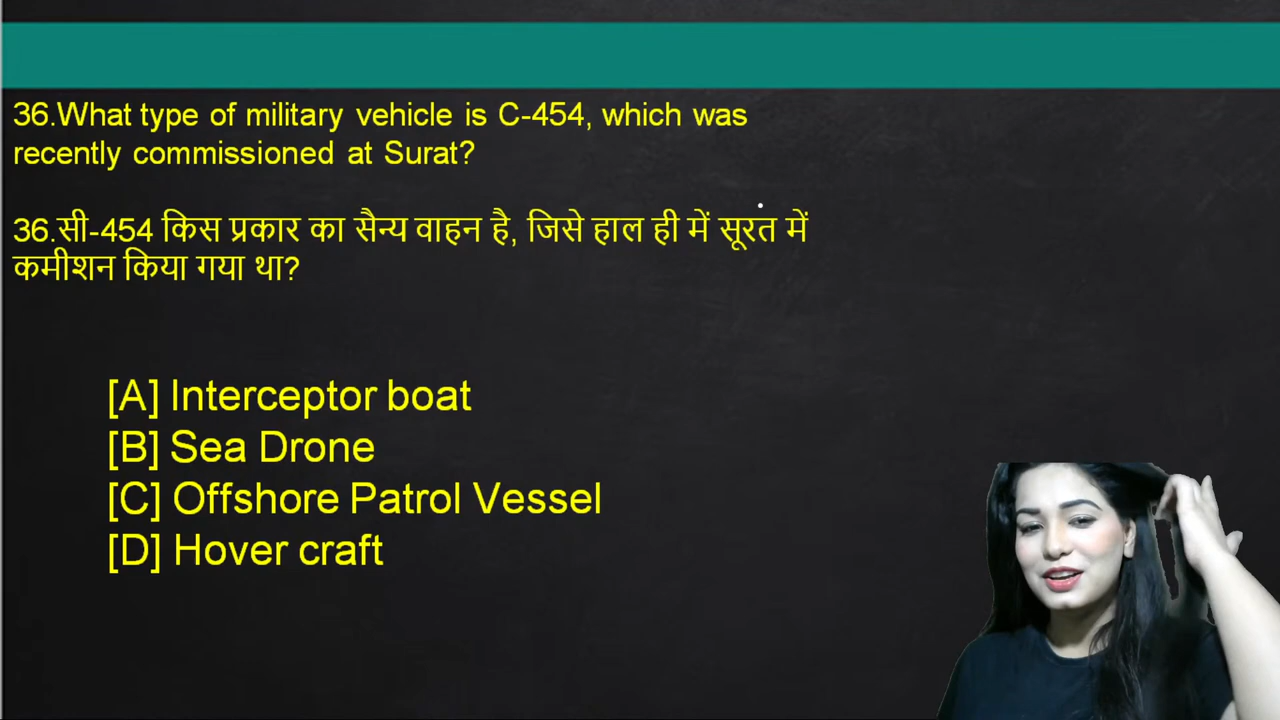 36.What type of military vehicle is C-454, which was
recently commissioned at Surat?
36.सी-454 किस प्रकार का सैन्य वाहन है, जिसे हाल ही में सूरत में
कमीशन किया गया था?
[A] Interceptor boat
[B] Sea Drone
[C] Offshore Patrol Vessel
[D] Hover craft